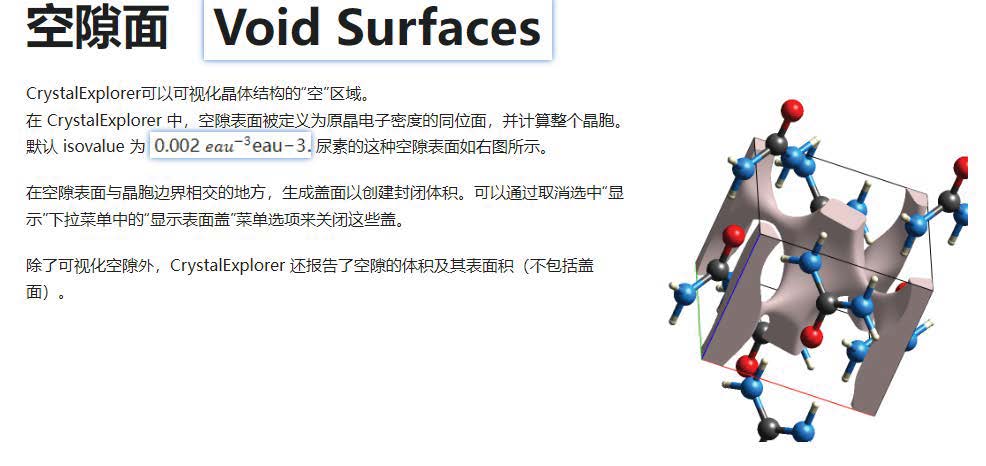 空隙面 Void Surfaces
CrystalExplorer可以可视化晶体结构的“空”区域。
在 CrystalExplorer 中，空隙表面被定义为原晶电子密度的同位面，并计算整个晶胞。
默认 isovalue 为 0.002 eau⁻³eau−3. 尿素的这种空隙表面如右图所示。
在空隙表面与晶胞边界相交的地方，生成盖面以创建封闭体积。可以通过取消选中“显
示”下拉菜单中的“显示表面盖”菜单选项来关闭这些盖。
除了可视化空隙外，CrystalExplorer 还报告了空隙的体积及其表面积（不包括盖
面）。